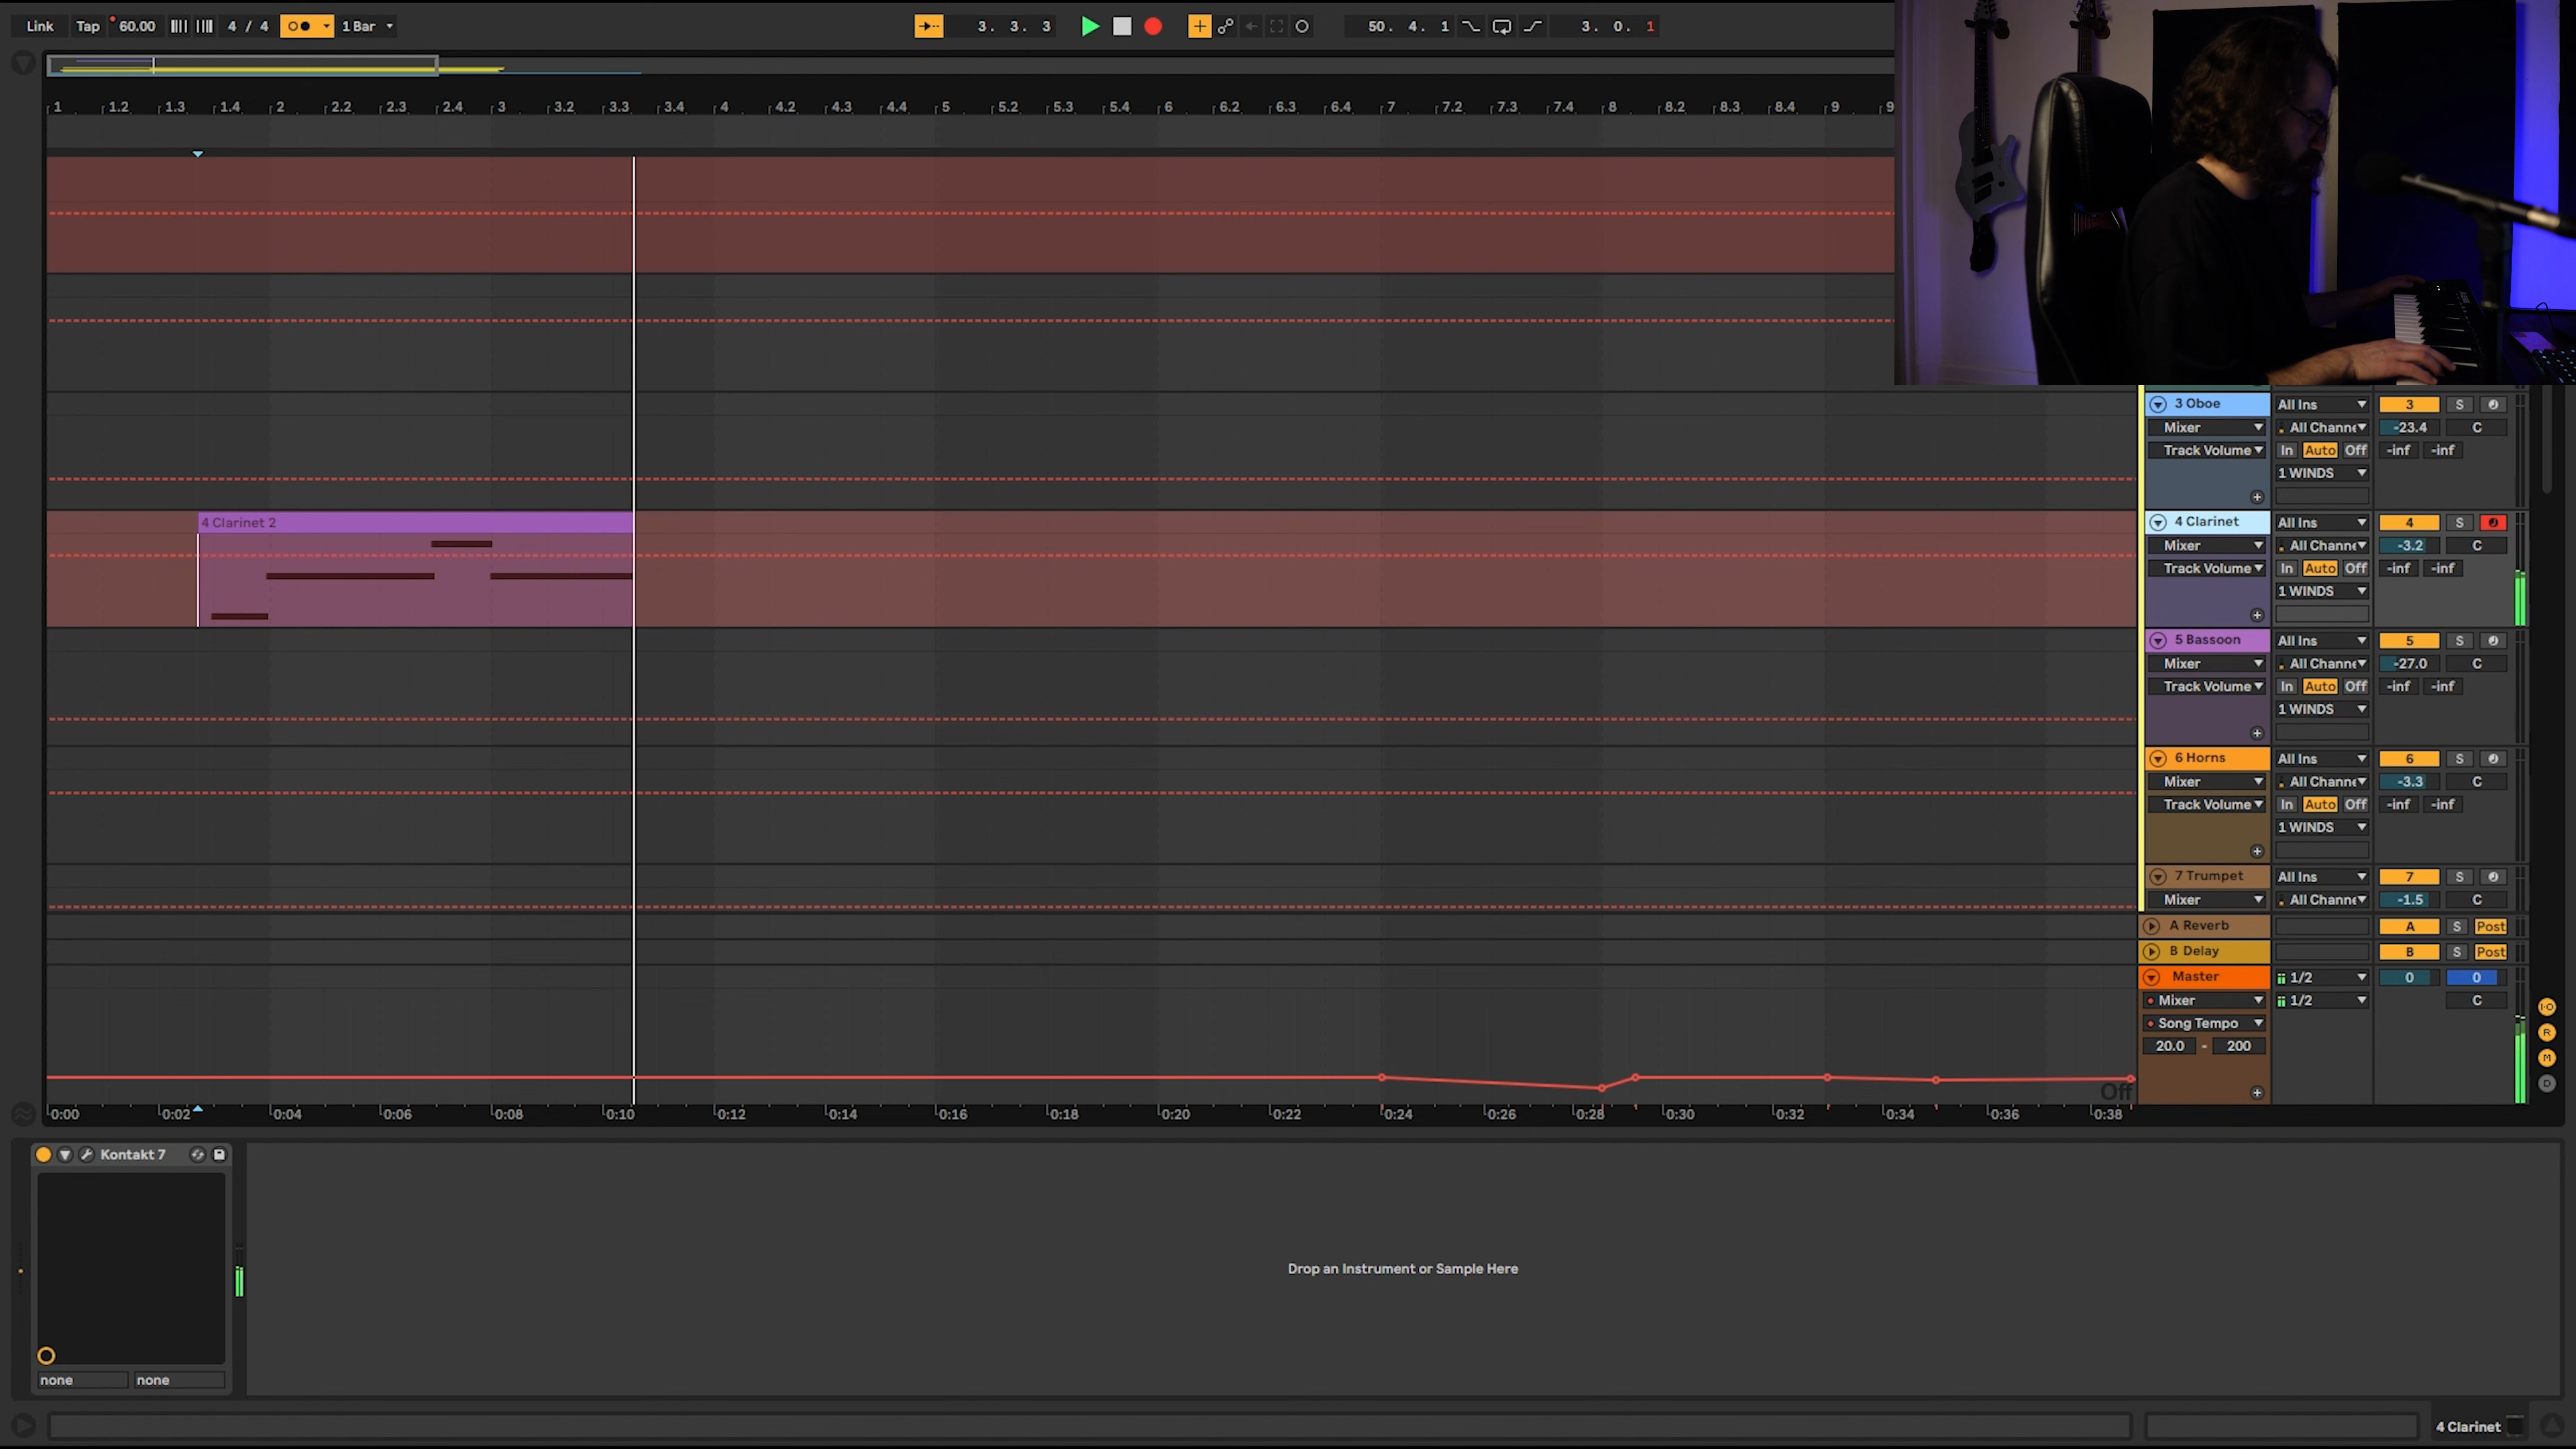 Link Tap 60.00 4 / 4 1 Bar 3. 3. 3 50. 4. 1 3. 0. 1
1 1.2 1.3 1.4 2 2.2 2.3 2.4 3 3.2 3.3 3.4 4 4.2 4.3 4.4 5 5.2 5.3 5.4 6 6.2 6.3 6.4 7 7.2 7.3 7.4 8 8.2 8.3 8.4 9 9
3 Oboe All Ins 3 S
Mixer All Channe -23.4 C
Track Volume In Auto Off -inf -inf
1 WINDS
4 Clarinet 2
4 Clarinet All Ins 4 S
Mixer All Channe -3.2 C
Track Volume In Auto Off -inf -inf
1 WINDS
5 Bassoon All Ins 5 S
Mixer All Channe -27.0 C
Track Volume In Auto Off -inf -inf
1 WINDS
6 Horns All Ins 6 S
Mixer All Channe -3.3 C
Track Volume In Auto Off -inf -inf
1 WINDS
7 Trumpet All Ins 7 S
Mixer All Channe -1.5 C
A Reverb A S Post
B Delay B S Post
Master 1/2 0 0
Mixer 1/2 C
Song Tempo
20.0 - 200
Off
I·O
R
M
D
0:00 0:02 0:04 0:06 0:08 0:10 0:12 0:14 0:16 0:18 0:20 0:22 0:24 0:26 0:28 0:30 0:32 0:34 0:36 0:38
Kontakt 7
Drop an Instrument or Sample Here
none none
4 Clarinet